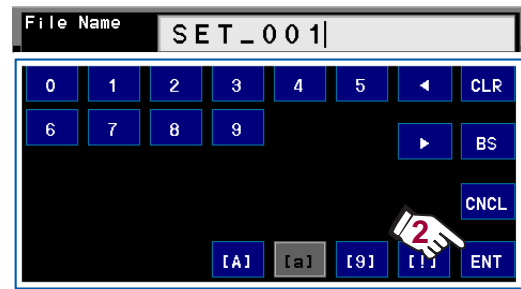 File Name SET_001
0 1 2 3 4 5 ◄ CLR
6 7 8 9 ► BS
CNCL
2
[A] [a] [9] [!] ENT